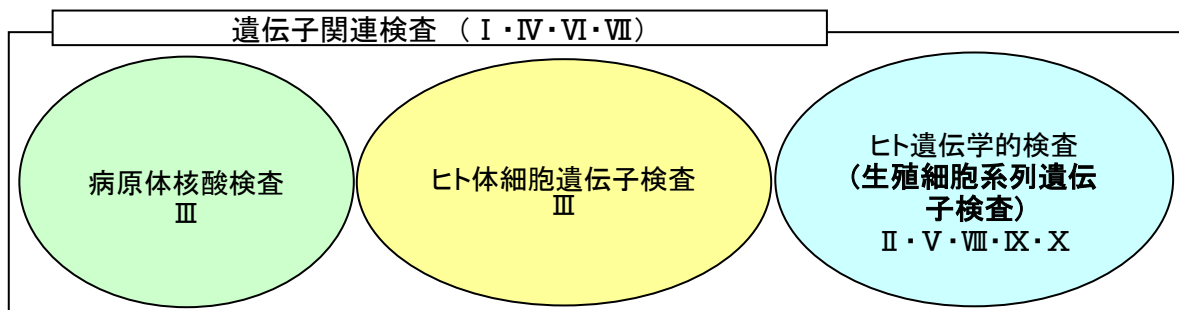 遺伝子関連検査 （Ⅰ・Ⅳ・Ⅵ・Ⅶ）
病原体核酸検査
Ⅲ
ヒト体細胞遺伝子検査
Ⅲ
ヒト遺伝学的検査
（生殖細胞系列遺伝
子検査）
Ⅱ・Ⅴ・Ⅷ・Ⅸ・Ⅹ